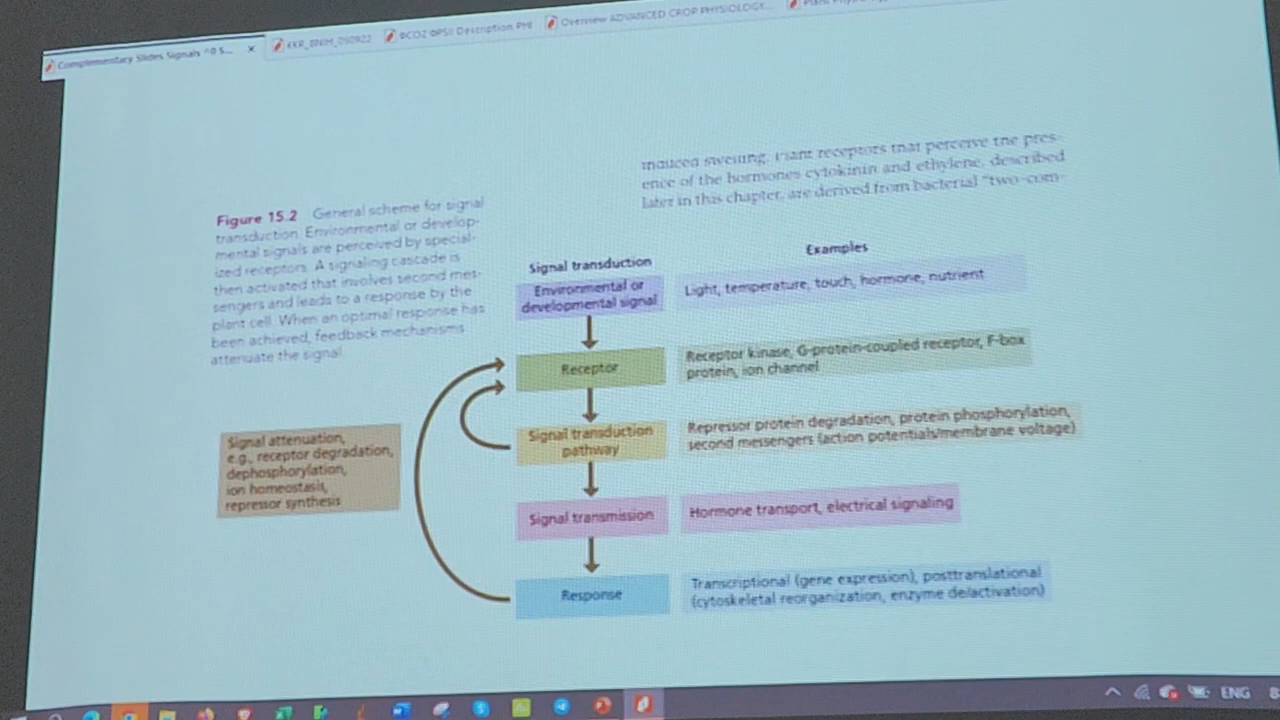 Complementary Slides Signals ^0 S... ×
KKR_BNIM_050922
Overview ADVANCED CROP PHYSIOLOGY...
induced swelling. Plant receptors that perceive the pres-
ence of the hormones cytokinin and ethylene, described
later in this chapter, are derived from bacterial "two-com-
Figure 15.2 General scheme for signal
transduction. Environmental or develop-
mental signals are perceived by special-
ized receptors. A signaling cascade is
then activated that involves second mes-
sengers and leads to a response by the
plant cell. When an optimal response has
been achieved, feedback mechanisms
attenuate the signal.
Signal transduction
Examples
Environmental or
developmental signal
Light, temperature, touch, hormone, nutrient
Receptor
Receptor kinase, G-protein-coupled receptor, F-box
protein, ion channel
Signal transduction
pathway
Repressor protein degradation, protein phosphorylation,
second messengers (action potentials/membrane voltage)
Signal attenuation,
e.g., receptor degradation,
dephosphorylation,
ion homeostasis,
repressor synthesis
Signal transmission
Hormone transport, electrical signaling
Response
Transcriptional (gene expression), posttranslational
(cytoskeletal reorganization, enzyme de/activation)
ENG